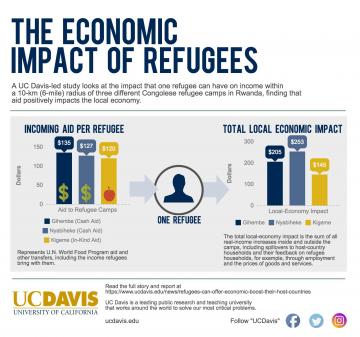 THE ECONOMIC
IMPACT OF REFUGEES
A UC Davis-led study looks at the impact that one refugee can have on income within
a 10-km (6-mile) radius of three different Congolese refugee camps in Rwanda, finding that
aid positively impacts the local economy.
INCOMING AID PER REFUGEE
$135
$127
$120
150
100
50
0
Dollars
$
$
Aid to Refugee Camps
Gihembe (Cash Aid)
Nyabiheke (Cash Aid)
Kigeme (In-Kind Aid)
Represents U.N. World Food Program aid and
other transfers, including the income refugees
bring with them.
ONE REFUGEE
TOTAL LOCAL ECONOMIC IMPACT
$205
$253
$145
300
200
100
0
Dollars
Local-Economy Impact
Gihembe
Nyabiheke
Kigeme
The total local-economy impact is the sum of all
real-income increases inside and outside the
camps, including spillovers to host-country
households and their feedback on refugee
households, for example, through employment
and the prices of goods and services.
UCDAVIS
UNIVERSITY OF CALIFORNIA
Read the full story and report at
https://www.ucdavis.edu/news/refugees-can-offer-economic-boost-their-host-countries
UC Davis is a leading public research and teaching university
that works around the world to solve our most critical problems.
ucdavis.edu
Follow "UCDavis"